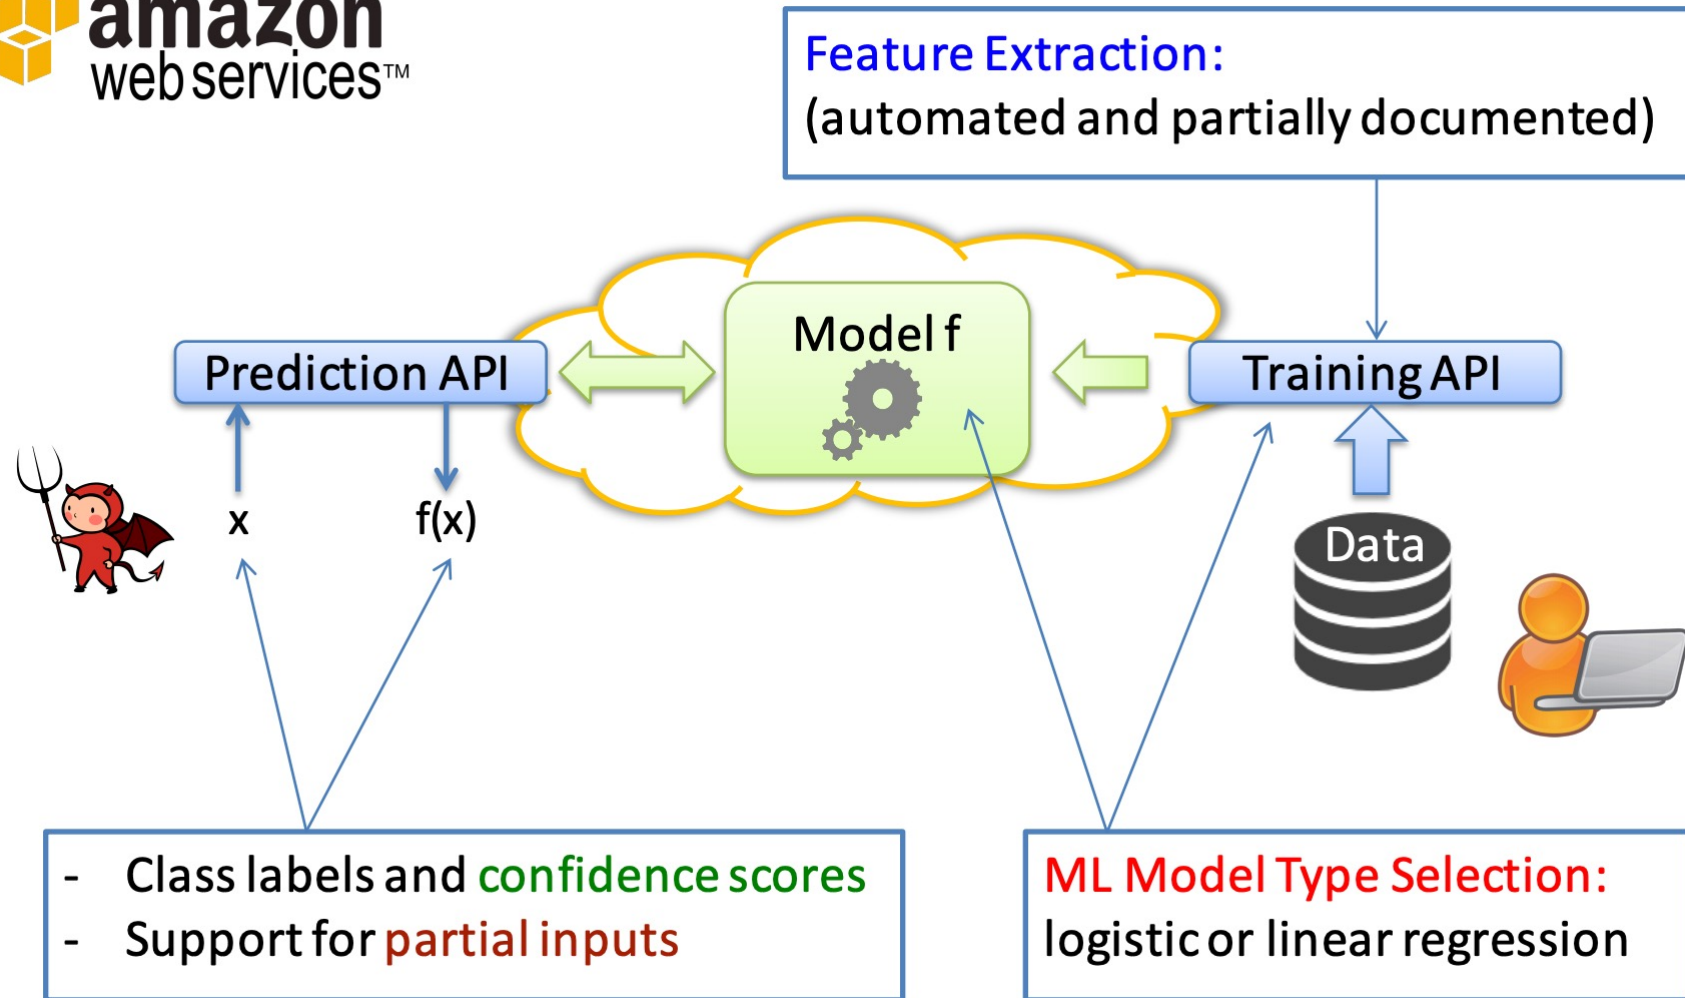 amazon
web services™
Feature Extraction:
(automated and partially documented)
Model f
Prediction API
Training API
x
f(x)
Data
- Class labels and confidence scores
- Support for partial inputs
ML Model Type Selection:
logistic or linear regression